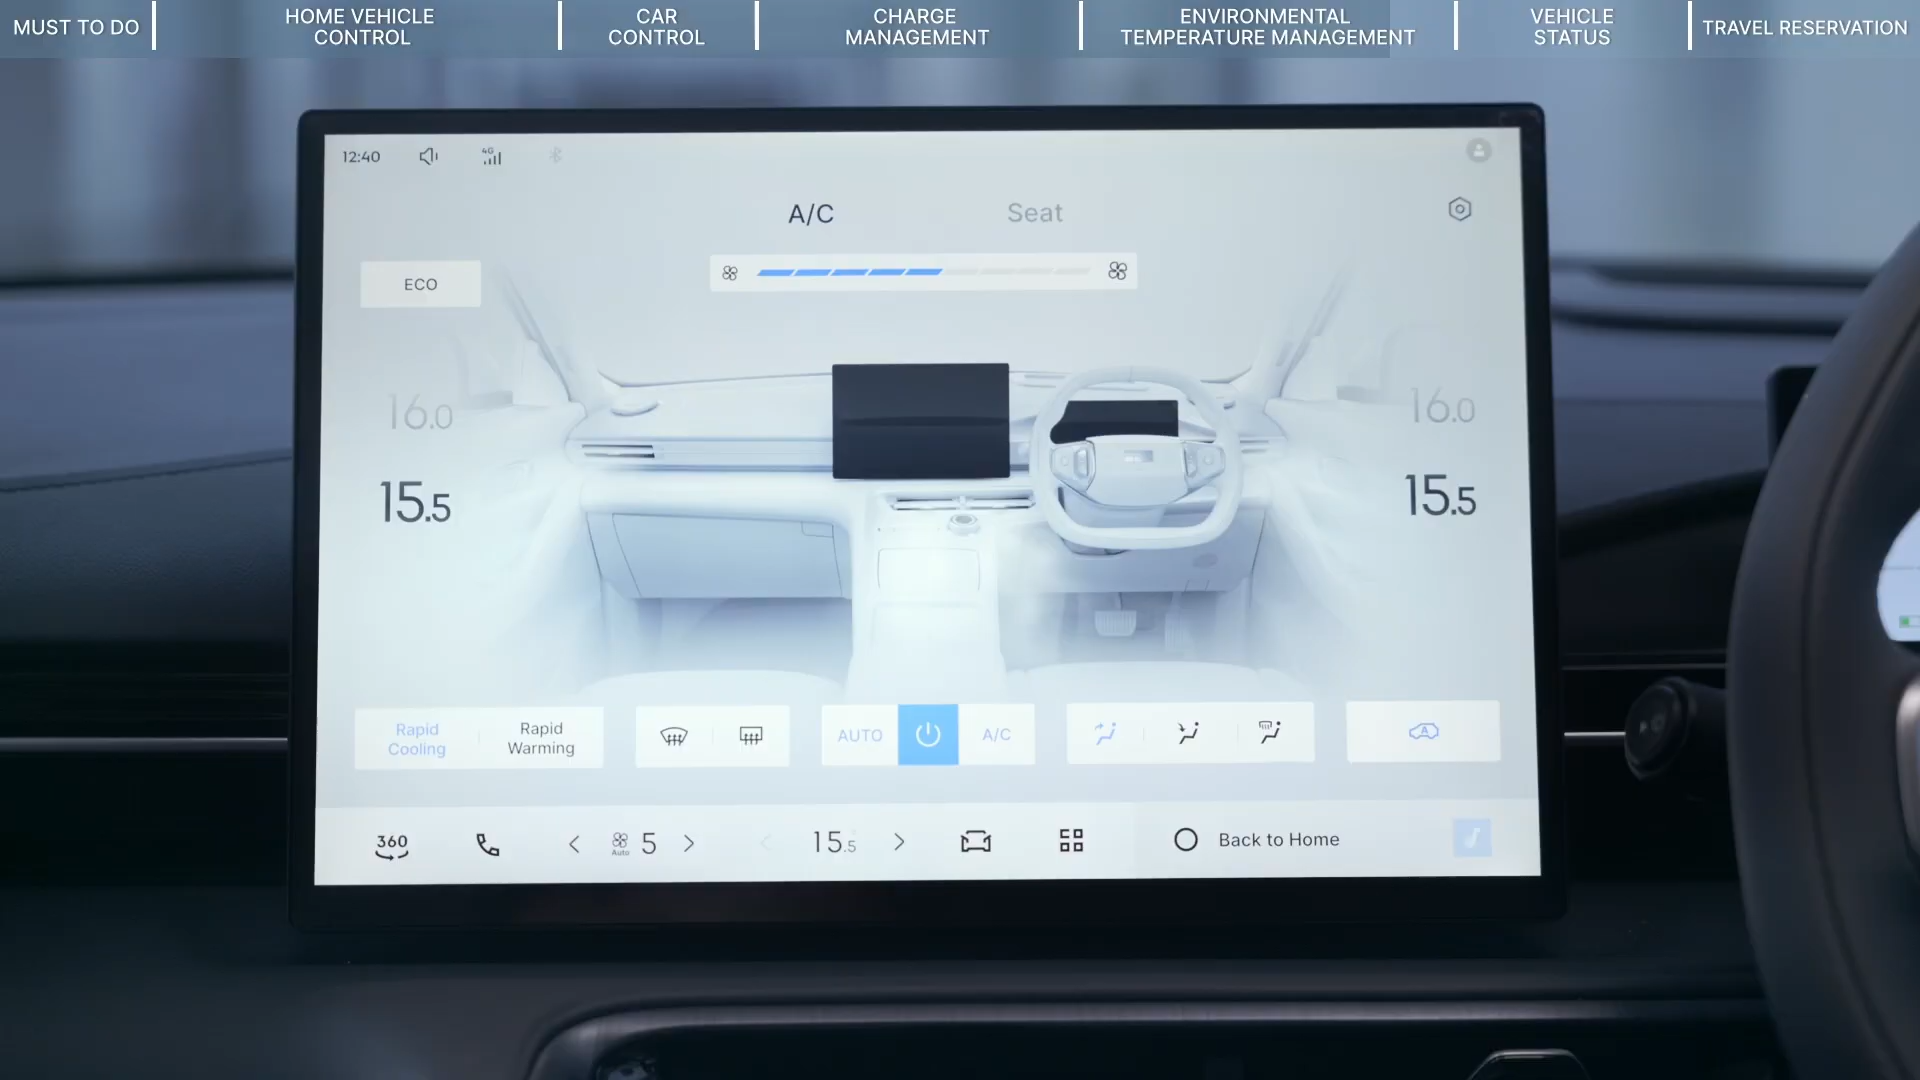 MUST TO DO
HOME VEHICLE
CONTROL
CAR
CONTROL
CHARGE
MANAGEMENT
ENVIRONMENTAL
TEMPERATURE MANAGEMENT
VEHICLE
STATUS
TRAVEL RESERVATION
12:40
4G
A/C
Seat
ECO
16.0
16.0
15.5
15.5
Rapid
Cooling
Rapid
Warming
AUTO
A/C
A
360
Auto
5
15.5
Back to Home